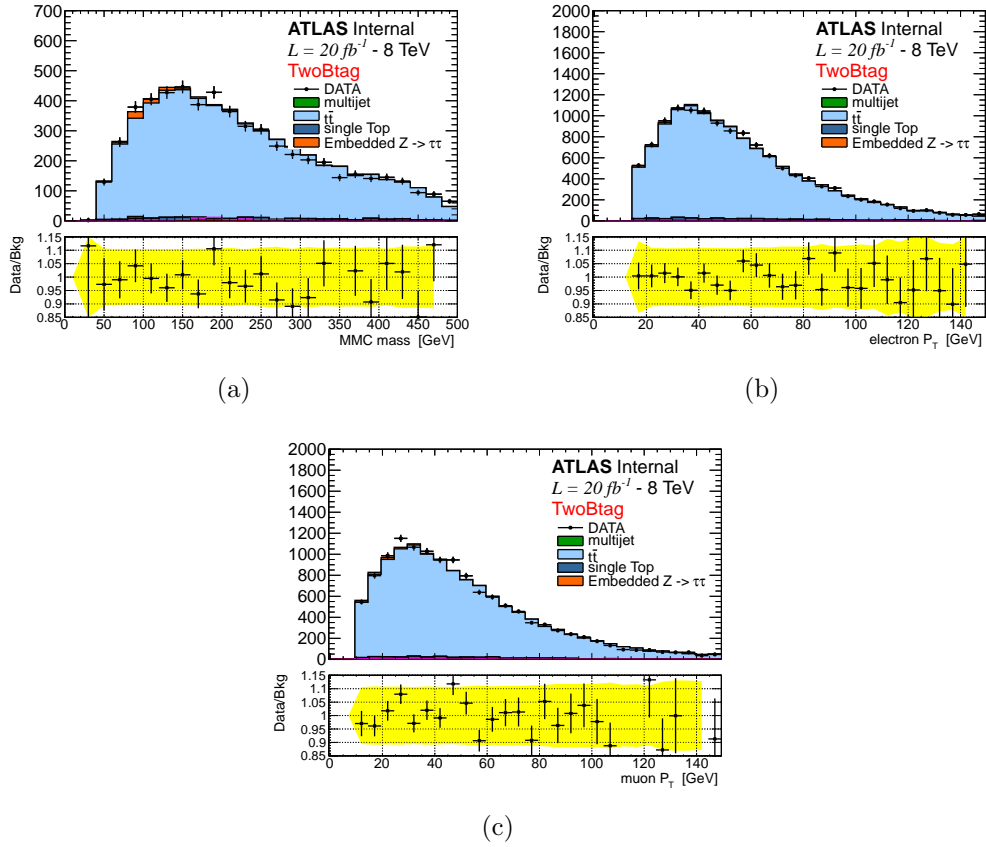 700
600
500
400
300
200
100
0
ATLAS Internal
L = 20 fb⁻¹ - 8 TeV
TwoBtag
DATA
multijet
tt̄
single Top
Embedded Z -> ττ
Data/Bkg
1.15
1.1
1.05
1
0.95
0.9
0.85
0 50 100 150 200 250 300 350 400 450 500
MMC mass [GeV]
(a)
2000
1800
1600
1400
1200
1000
800
600
400
200
0
ATLAS Internal
L = 20 fb⁻¹ - 8 TeV
TwoBtag
DATA
multijet
tt̄
single Top
Embedded Z -> ττ
Data/Bkg
1.15
1.1
1.05
1
0.95
0.9
0.85
0 20 40 60 80 100 120 140
electron P_T [GeV]
(b)
2000
1800
1600
1400
1200
1000
800
600
400
200
0
ATLAS Internal
L = 20 fb⁻¹ - 8 TeV
TwoBtag
DATA
multijet
tt̄
single Top
Embedded Z -> ττ
Data/Bkg
1.15
1.1
1.05
1
0.95
0.9
0.85
0 20 40 60 80 100 120 140
muon P_T [GeV]
(c)